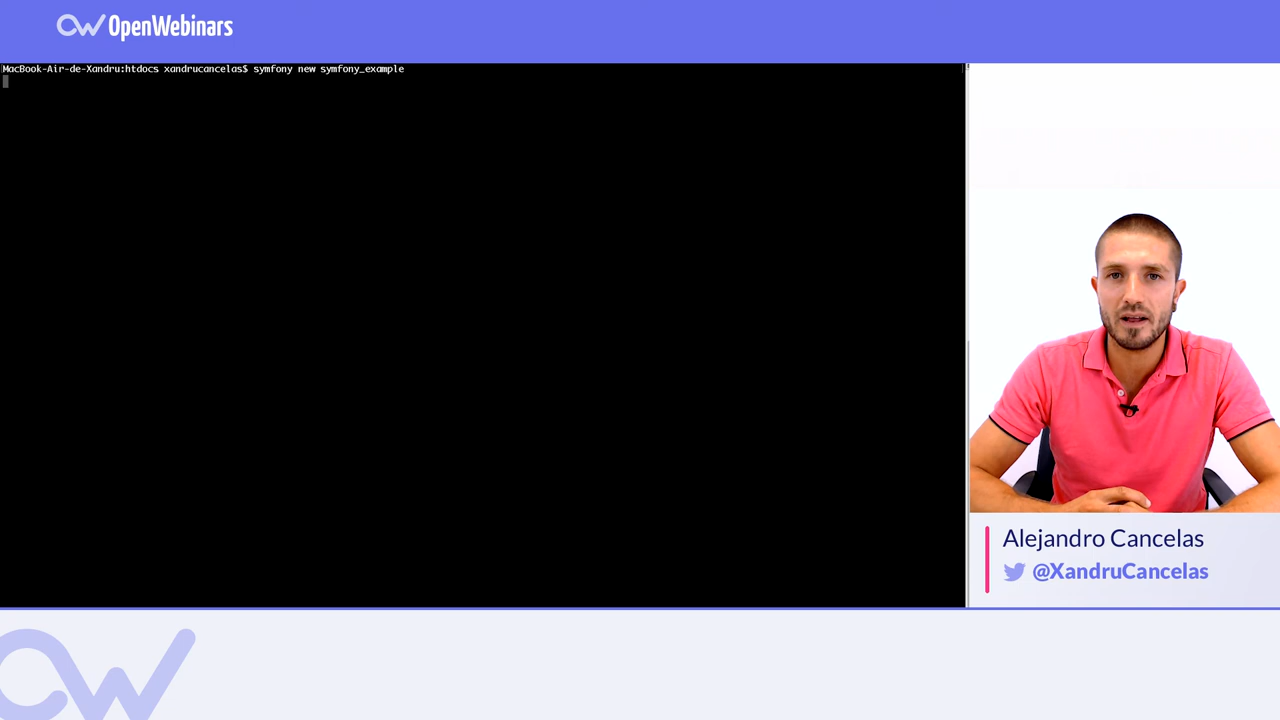 OpenWebinars
MacBook-Air-de-Xandru:htdocs xandrucancelas$ symfony new symfony_example
Alejandro Cancelas
@XandruCancelas